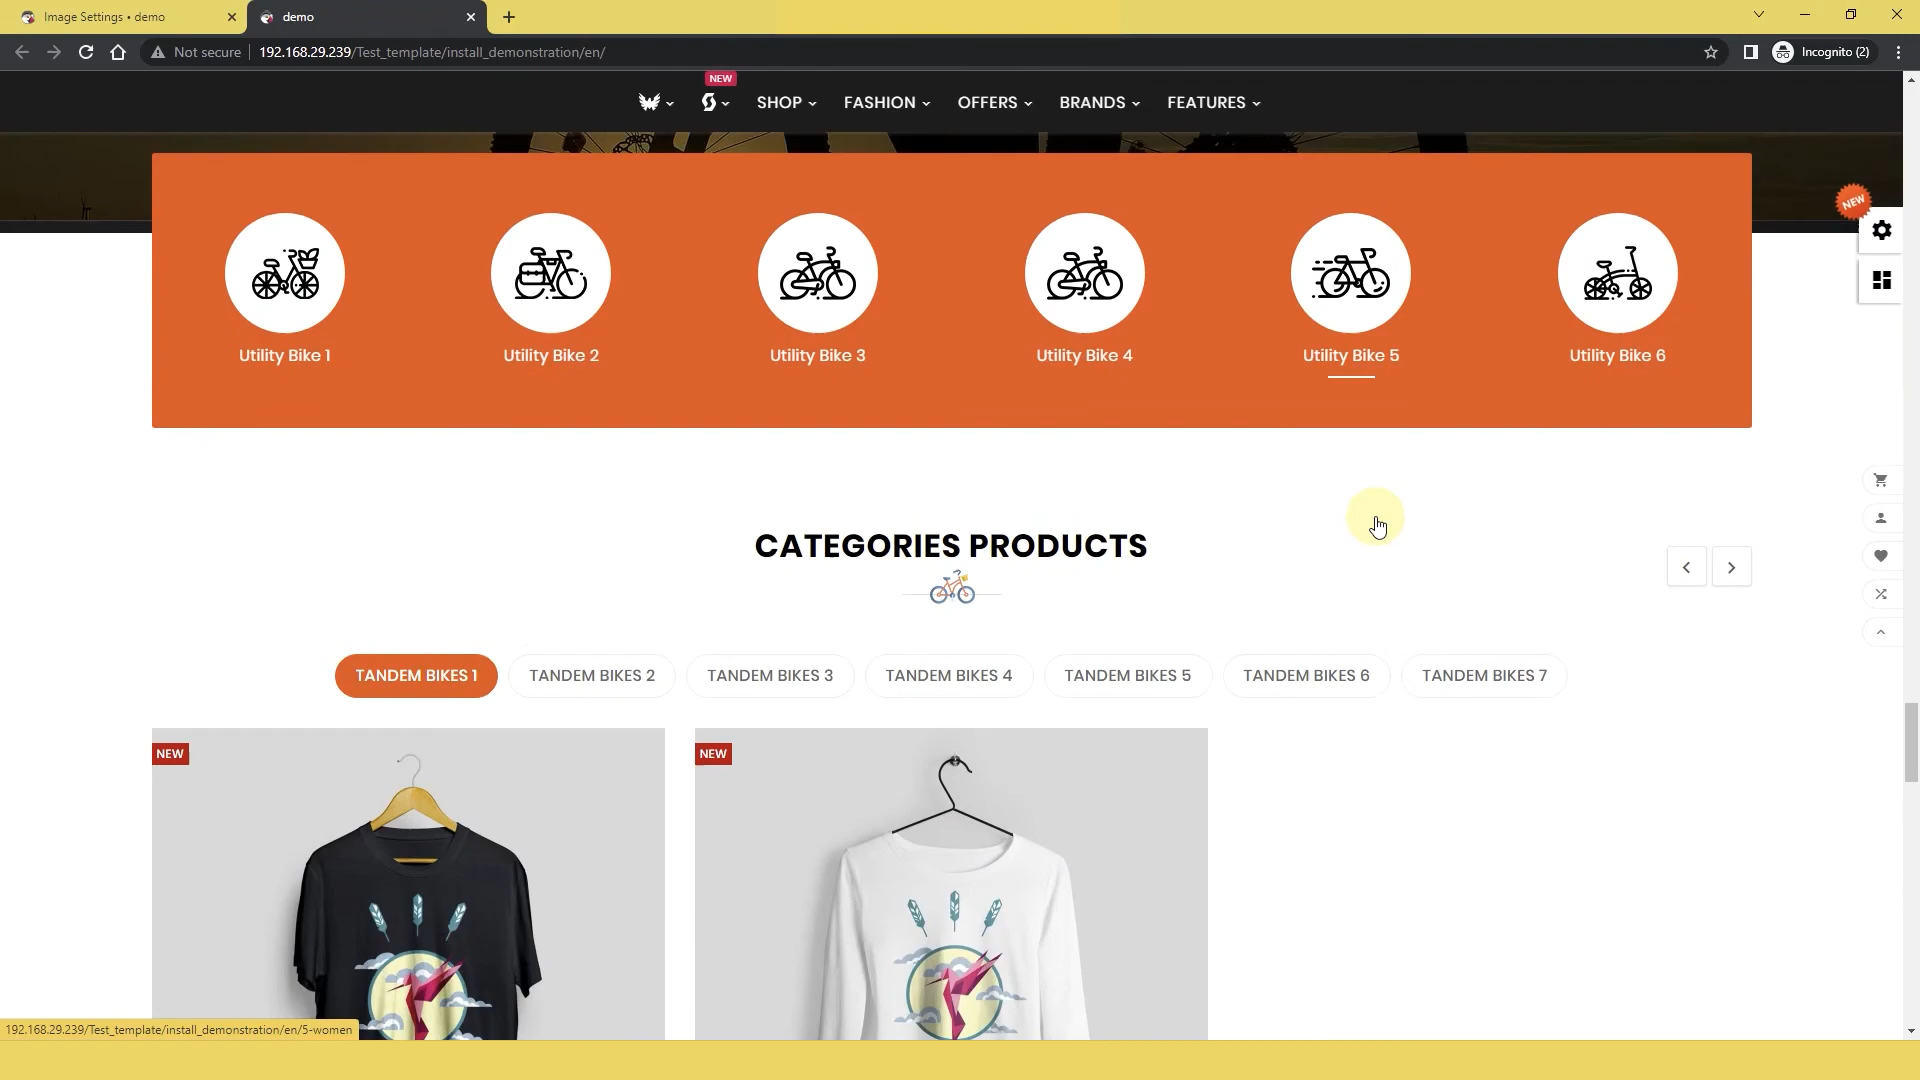 Image Settings • demo
demo
Not secure
192.168.29.239/Test_template/install_demonstration/en/
Incognito (2)
NEW
SHOP
FASHION
OFFERS
BRANDS
FEATURES
NEW
Utility Bike 1
Utility Bike 2
Utility Bike 3
Utility Bike 4
Utility Bike 5
Utility Bike 6
CATEGORIES PRODUCTS
TANDEM BIKES 1
TANDEM BIKES 2
TANDEM BIKES 3
TANDEM BIKES 4
TANDEM BIKES 5
TANDEM BIKES 6
TANDEM BIKES 7
NEW
NEW
192.168.29.239/Test_template/install_demonstration/en/5-women